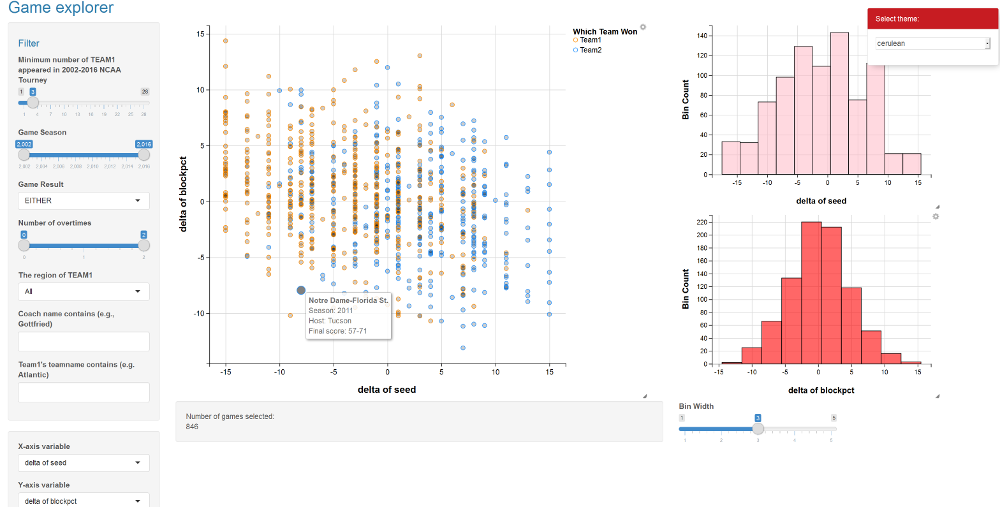 Game explorer
Filter
Minimum number of TEAM1
appeared in 2002-2016 NCAA
Tourney
1 3 28
1 4 7 10 13 16 19 22 25 28
Game Season
2,002 2,016
2,002 2,004 2,006 2,008 2,010 2,012 2,014 2,016
Game Result
EITHER
Number of overtimes
0 2
0 1 2
The region of TEAM1
All
Coach name contains (e.g.,
Gottfried)
Team1's teamname contains (e.g.
Atlantic)
X-axis variable
delta of seed
Y-axis variable
delta of blockpct
15
10
5
0
-5
-10
delta of blockpct
-15 -10 -5 0 5 10 15
delta of seed
Which Team Won
Team1
Team2
Notre Dame-Florida St.
Season: 2011
Host: Tucson
Final score: 57-71
Number of games selected:
846
140
120
100
80
60
40
20
0
Bin Count
-15 -10 -5 0 5 10 15
delta of seed
220
200
180
160
140
120
100
80
60
40
20
0
Bin Count
-15 -10 -5 0 5 10 15
delta of blockpct
Bin Width
1 3 5
1 2 3 4 5
Select theme:
cerulean